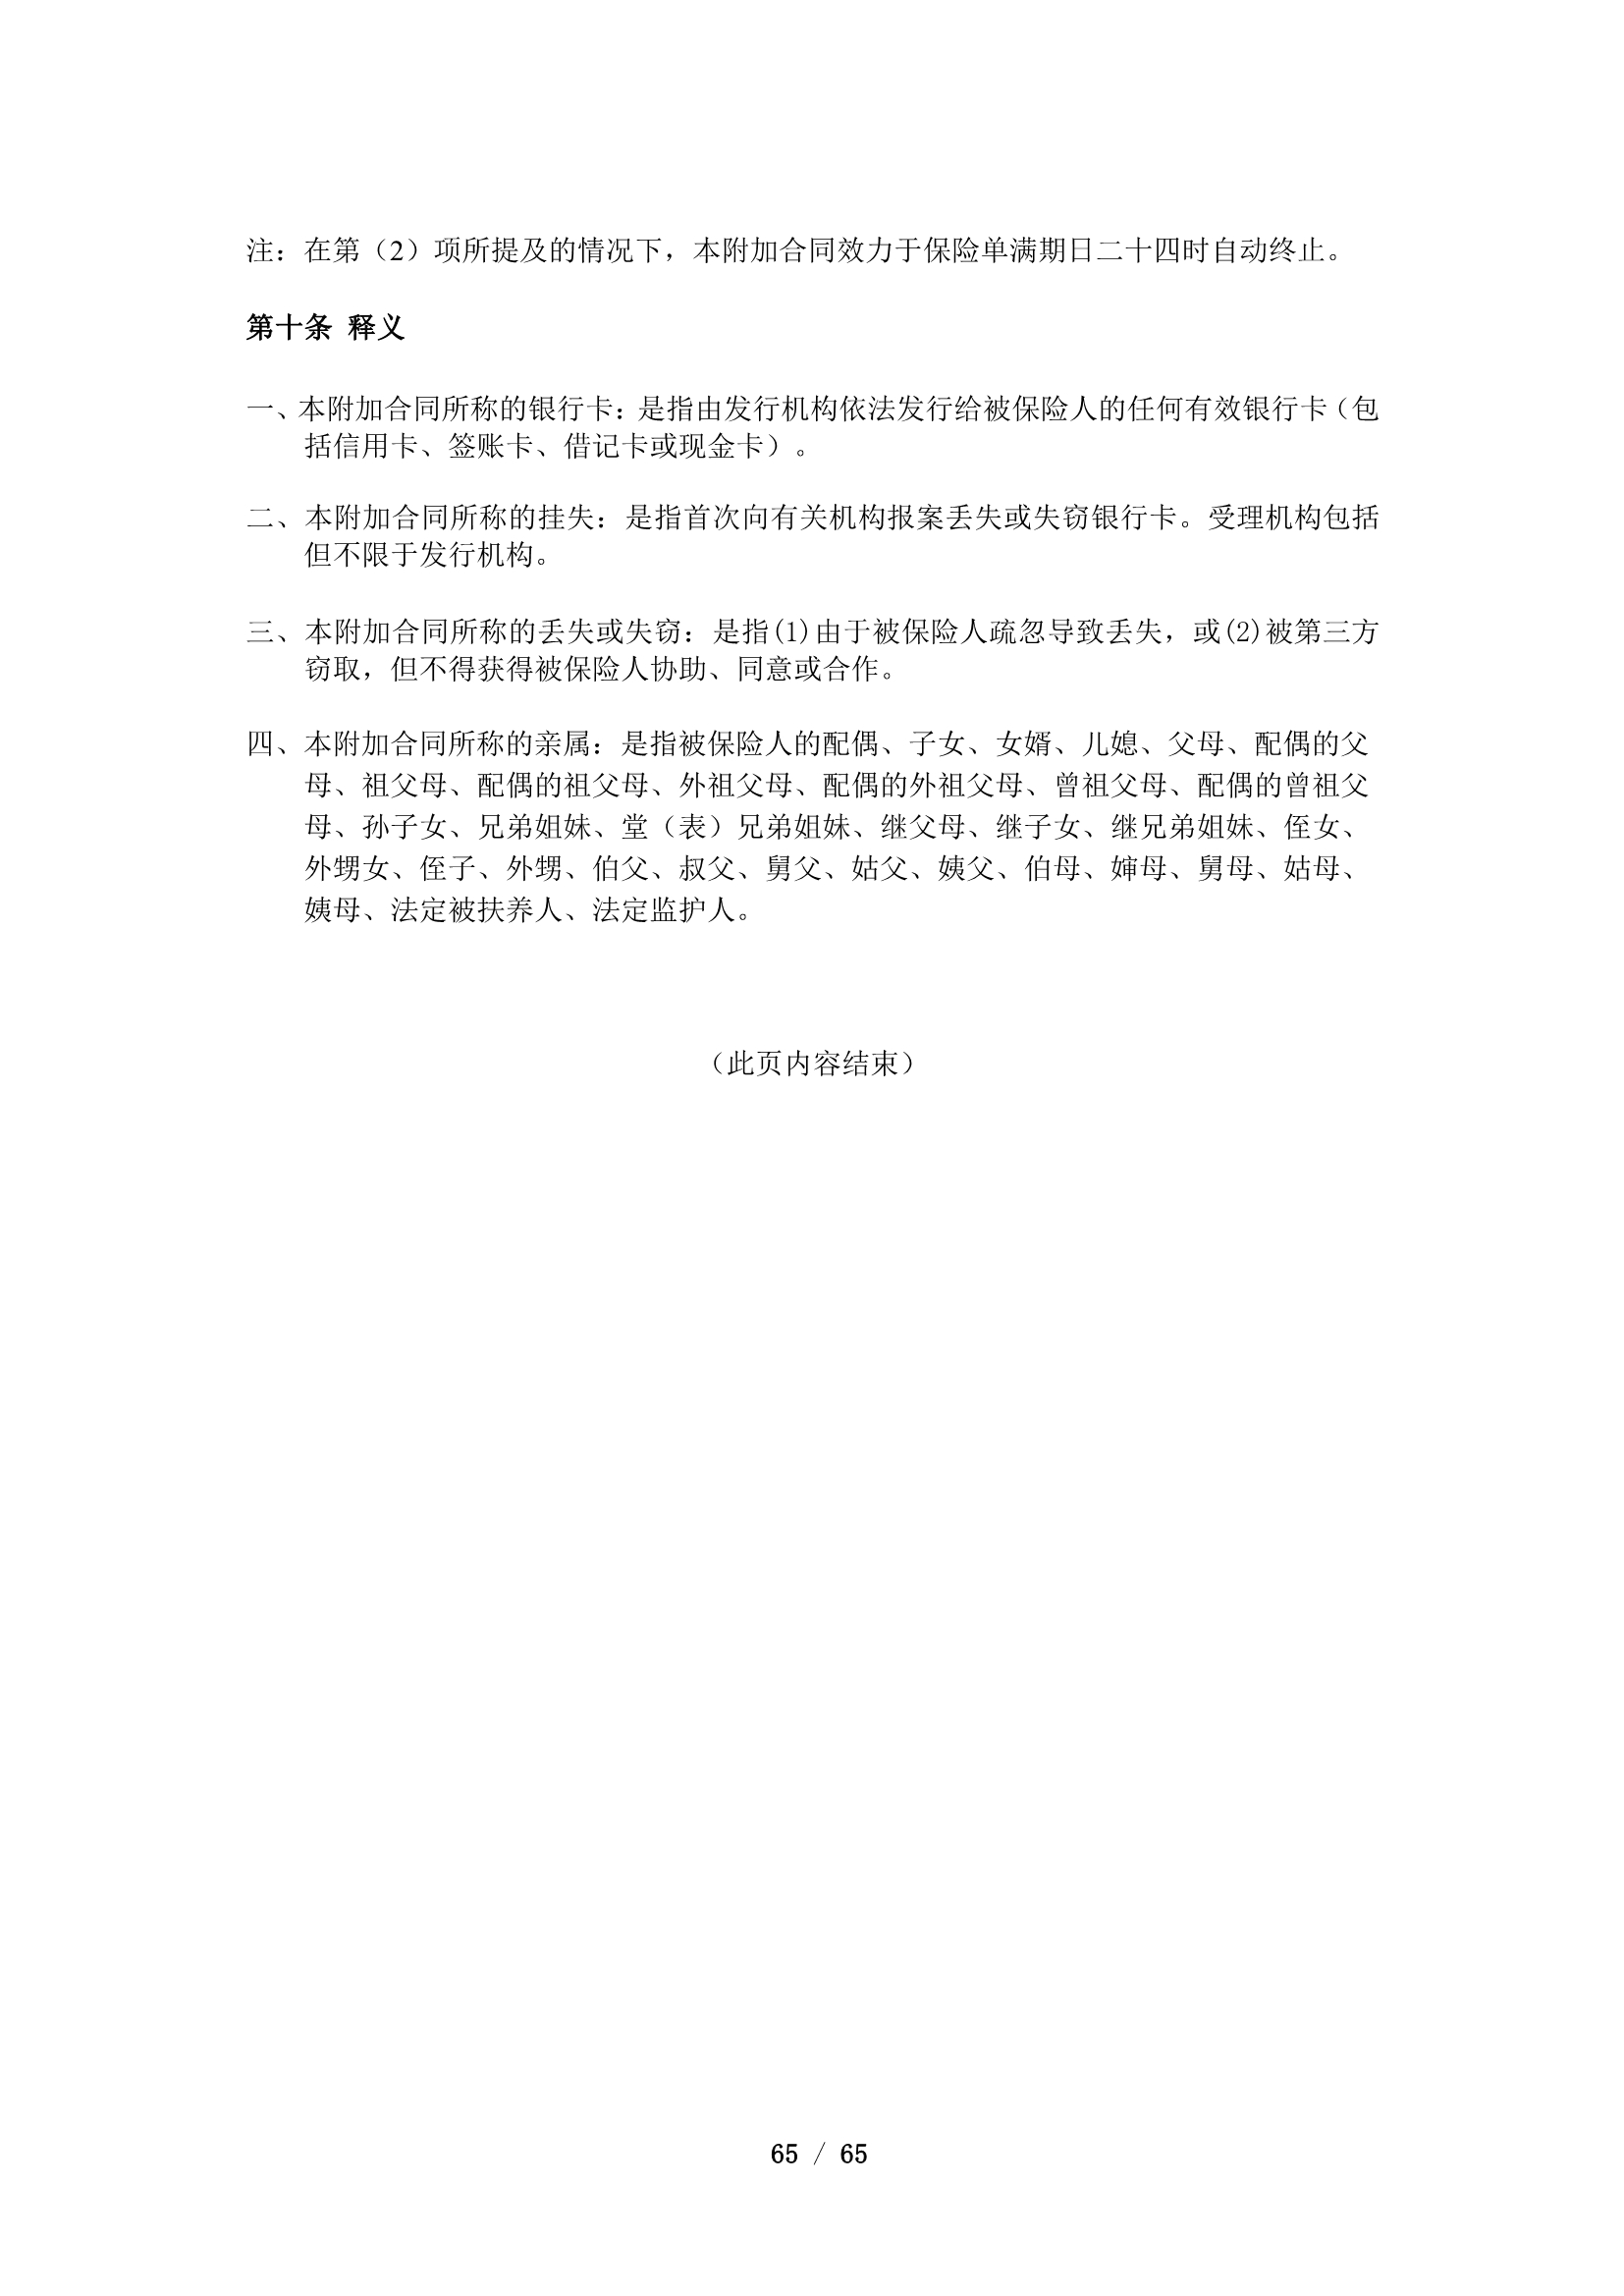 注：在第（2）项所提及的情况下，本附加合同效力于保险单满期日二十四时自动终止。
第十条 释义
一、本附加合同所称的银行卡：是指由发行机构依法发行给被保险人的任何有效银行卡（包
括信用卡、签账卡、借记卡或现金卡）。
二、本附加合同所称的挂失：是指首次向有关机构报案丢失或失窃银行卡。受理机构包括
但不限于发行机构。
三、本附加合同所称的丢失或失窃：是指(1)由于被保险人疏忽导致丢失，或(2)被第三方
窃取，但不得获得被保险人协助、同意或合作。
四、本附加合同所称的亲属：是指被保险人的配偶、子女、女婿、儿媳、父母、配偶的父
母、祖父母、配偶的祖父母、外祖父母、配偶的外祖父母、曾祖父母、配偶的曾祖父
母、孙子女、兄弟姐妹、堂（表）兄弟姐妹、继父母、继子女、继兄弟姐妹、侄女、
外甥女、侄子、外甥、伯父、叔父、舅父、姑父、姨父、伯母、婶母、舅母、姑母、
姨母、法定被扶养人、法定监护人。
（此页内容结束）
65 / 65